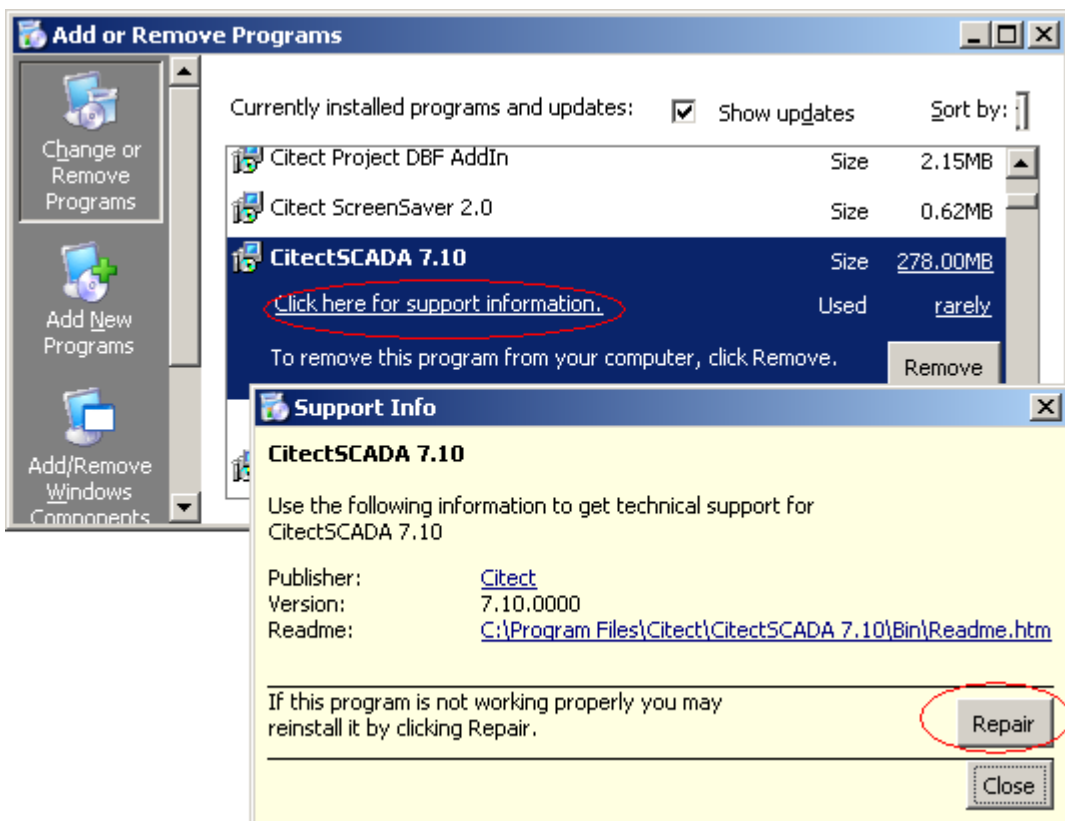 Add or Remove Programs
Change or
Remove
Programs
Add New
Programs
Add/Remove
Windows
Components
Currently installed programs and updates:
Show updates
Sort by:
Citect Project DBF AddIn
Size
2.15MB
Citect ScreenSaver 2.0
Size
0.62MB
CitectSCADA 7.10
Size
278.00MB
Click here for support information.
Used
rarely
To remove this program from your computer, click Remove.
Remove
Support Info
CitectSCADA 7.10
Use the following information to get technical support for
CitectSCADA 7.10
Publisher:
Citect
Version:
7.10.0000
Readme:
C:\Program Files\Citect\CitectSCADA 7.10\Bin\Readme.htm
If this program is not working properly you may
reinstall it by clicking Repair.
Repair
Close